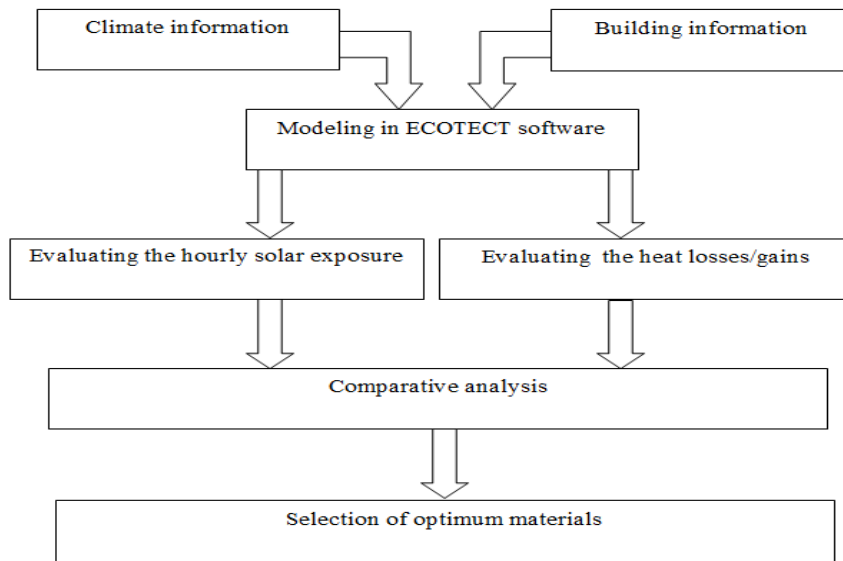 Climate information
Building information
Modeling in ECOTECT software
Evaluating the hourly solar exposure
Evaluating the heat losses/gains
Comparative analysis
Selection of optimum materials